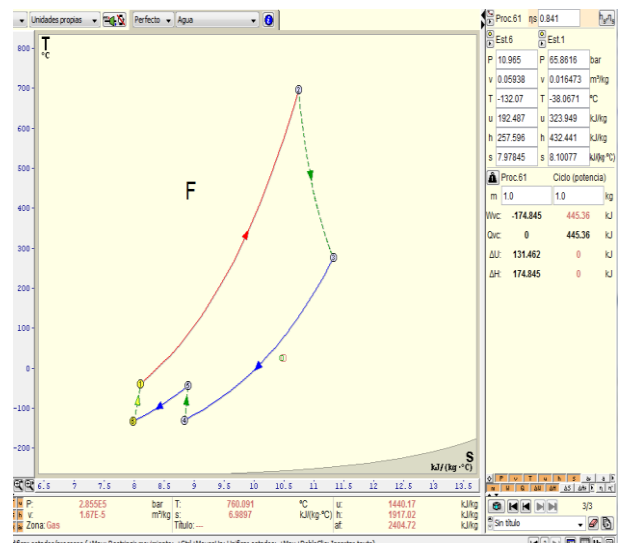 Unidades propias Perfecto Agua
Proc.61 ηs 0.841
Est.6 Est.1
P 10.965 P 65.8616 bar
v 0.05938 v 0.016473 m³/kg
T -132.07 T -38.0671 °C
u 192.487 u 323.949 kJ/kg
h 257.596 h 432.441 kJ/kg
s 7.97845 s 8.10077 kJ/(kg·°C)
Proc.61 Ciclo (potencia)
m 1.0 1.0 kg
Wvc: -174.845 445.36 kJ
Qvc: 0 445.36 kJ
ΔU: 131.462 0 kJ
ΔH: 174.845 0 kJ
T
°C
800
700
600
500
400
300
200
100
0
-100
-200
F
2
3
1
5
6
S
kJ/(kg·°C)
6.5 7 7.5 8 8.5 9 9.5 10 10.5 11 11.5 12 12.5 13 13.5
P: 2.855E5 bar T: 760.091 °C u: 1440.17 kJ/kg
v: 1.67E-5 m³/kg s: 6.9897 kJ/(kg·°C) h: 1917.02 kJ/kg
Zona: Gas Título: --- af: 2404.72 kJ/kg
3/3
Sin título